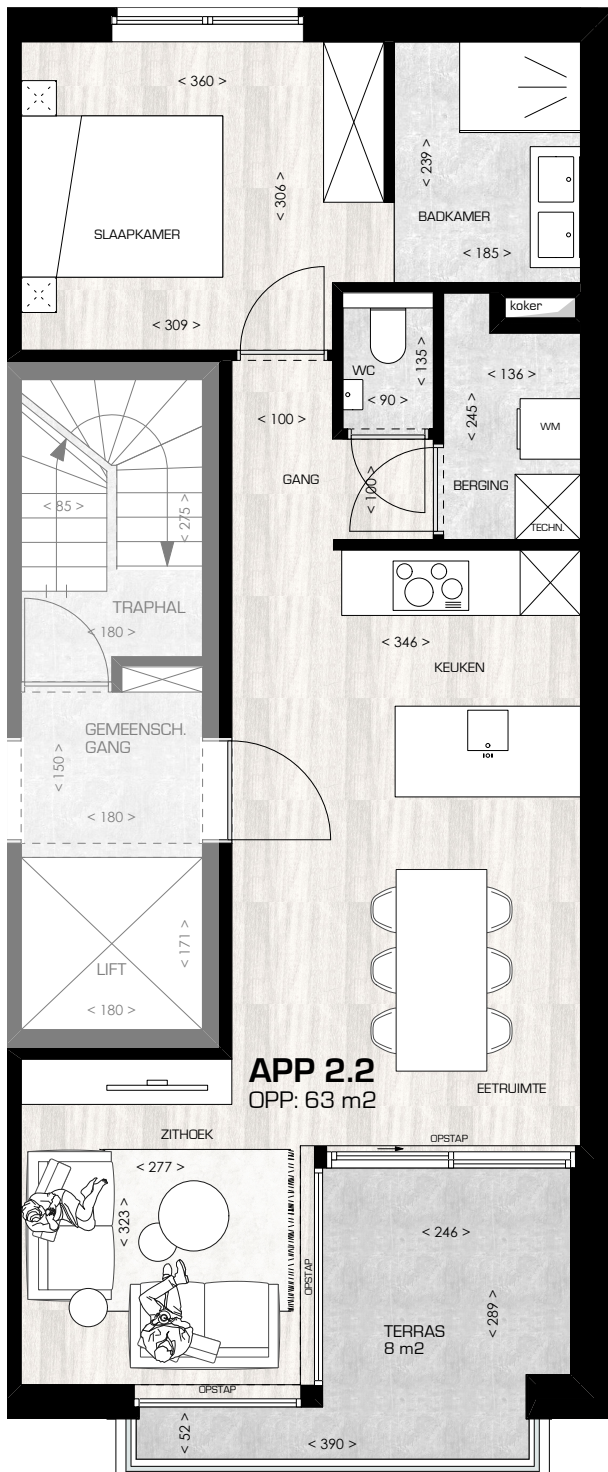 < 360 >
< 306 >
< 239 >
SLAAPKAMER
BADKAMER
< 185 >
< 309 >
koker
WC
< 135 >
< 90 >
< 136 >
< 100 >
< 245 >
WM
GANG
< 100 >
BERGING
TECHN.
< 85 >
< 275 >
TRAPHAL
< 180 >
< 346 >
KEUKEN
GEMEENSCH.
GANG
< 150 >
< 180 >
< 171 >
LIFT
< 180 >
APP 2.2
OPP: 63 m2
EETRUIMTE
ZITHOEK
OPSTAP
< 277 >
< 323 >
< 246 >
OPSTAP
< 289 >
TERRAS
8 m2
OPSTAP
< 52 >
< 390 >